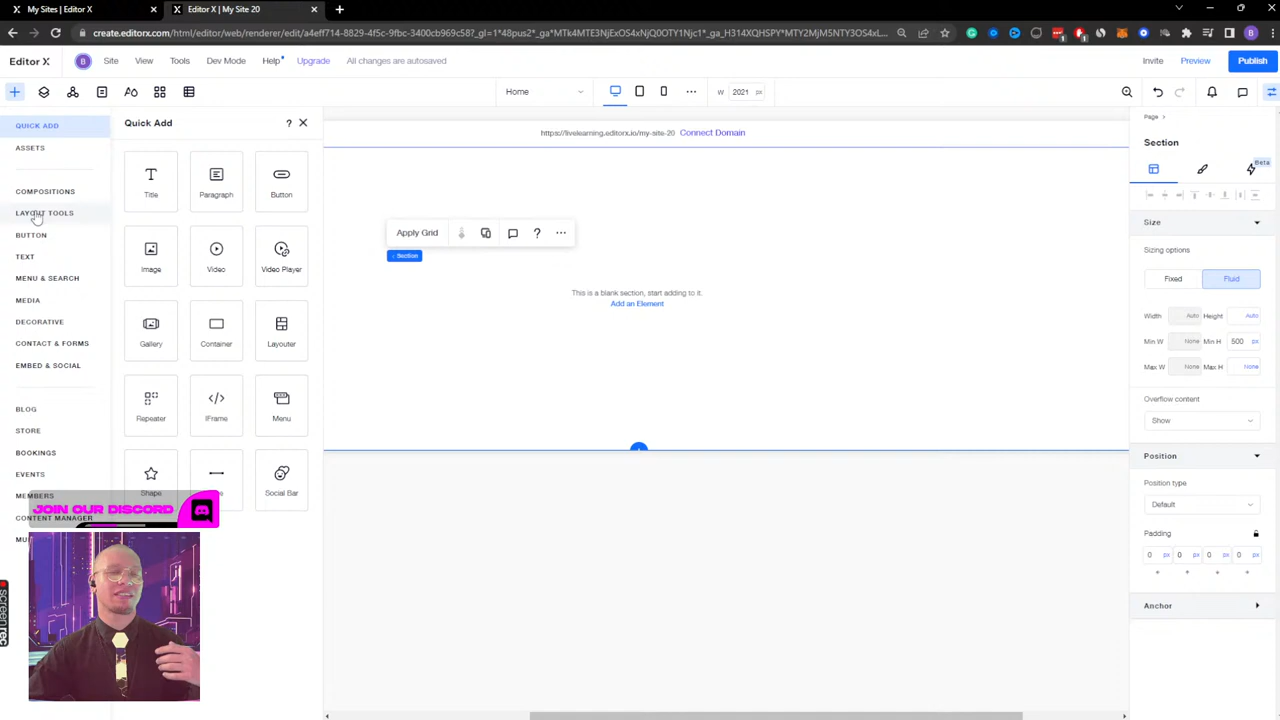 My Sites | Editor X
Editor X | My Site 20
create.editorx.com/html/editor/web/renderer/edit/a4eff714-8829-4f5c-9fbc-3400cb969c58?_gl=1*48pus2*_ga*MTk4MTE3NjExOS4xNjQ0OTY1Njc1*_ga_H314XQHSPY*MTY2MjM5NTY3OS4xL...
Editor X
B
Site
View
Tools
Dev Mode
Help
Upgrade
All changes are autosaved
Invite
Preview
Publish
Home
W 2021 px
QUICK ADD
ASSETS
COMPOSITIONS
LAYOUT TOOLS
BUTTON
TEXT
MENU & SEARCH
MEDIA
DECORATIVE
CONTACT & FORMS
EMBED & SOCIAL
BLOG
STORE
BOOKINGS
EVENTS
MEMBERS
CONTENT MANAGER
Quick Add
?
Title
Paragraph
Button
Image
Video
Video Player
Gallery
Container
Layouter
Repeater
IFrame
Menu
Shape
Social Bar
JOIN OUR DISCORD
screenrec
https://livelearning.editorx.com/my-site-20 Connect Domain
Apply Grid
?
< Section
This is a blank section, start adding to it.
Add an Element
Page >
Section
Beta
Size
Sizing options
Fixed
Fluid
Width Auto Height Auto
Min W None Min H 500 px
Max W None Max H None
Overflow content
Show
Position
Position type
Default
Padding
0 px 0 px 0 px 0 px
Anchor